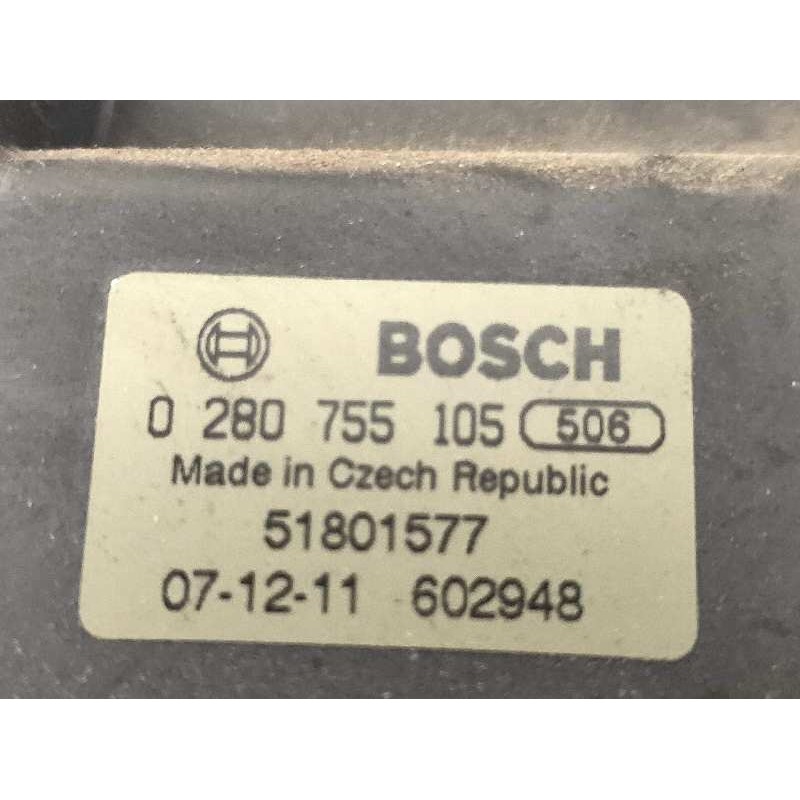 BOSCH
0 280 755 105 506
Made in Czech Republic
51801577
07-12-11 602948